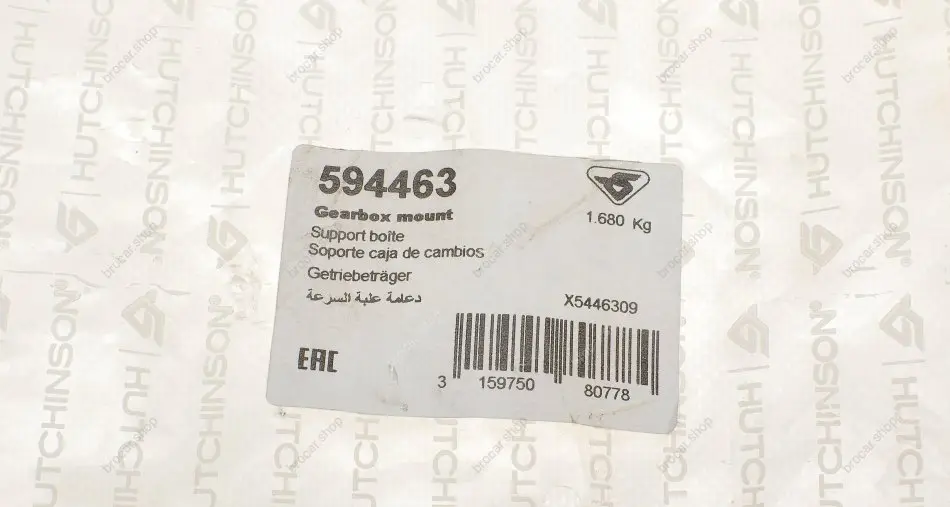 594463
Gearbox mount
Support boîte
Soporte caja de cambios
Getriebeträger
دعامة علبة السرعة
1.680 Kg
X5446309
EAC
3 159750 80778
HUTCHINSON®
brocar.shop